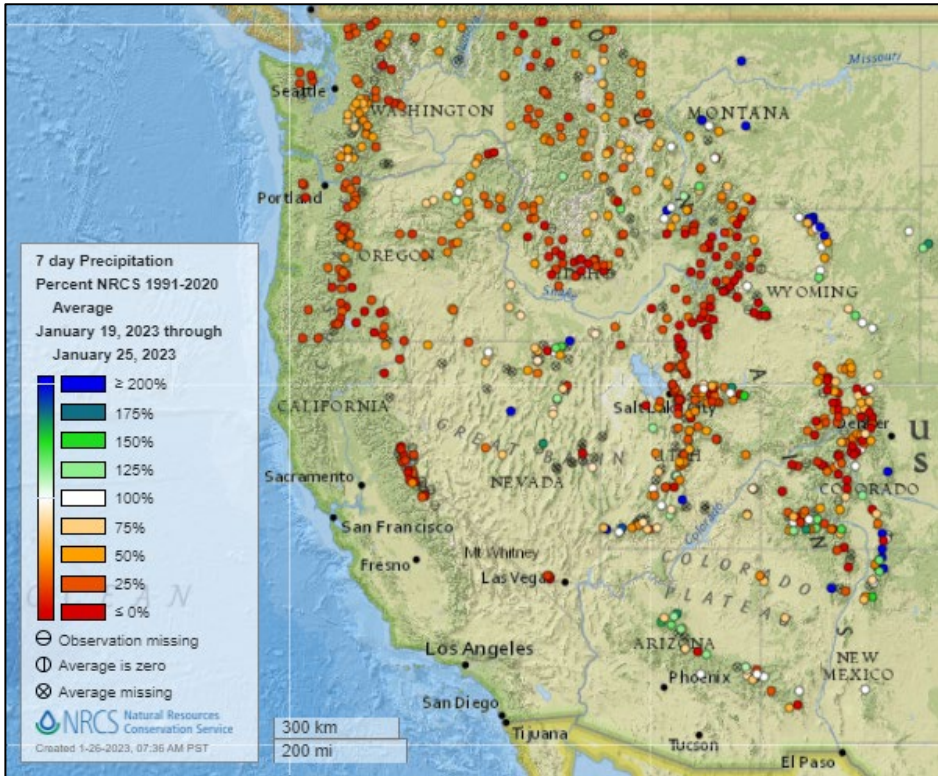 Seattle
WASHINGTON
MONTANA
Missouri
Portland
OREGON
IDAHO
Snake
WYOMING
7 day Precipitation
Percent NRCS 1991-2020
Average
January 19, 2023 through
January 25, 2023
≥ 200%
175%
150%
125%
100%
75%
50%
25%
≤ 0%
Observation missing
Average is zero
Average missing
NRCS Natural Resources
Conservation Service
Created 1-26-2023, 07:36 AM PST
CALIFORNIA
Salt Lake City
GREAT BASIN
NEVADA
UTAH
Denver
US
COLORADO
Sacramento
San Francisco
Fresno
Mt. Whitney
Las Vegas
Colorado
COLORADO
PLATEAU
OCEAN
Los Angeles
ARIZONA
Phoenix
NEW
MEXICO
San Diego
Tijuana
Tucson
El Paso
300 km
200 mi